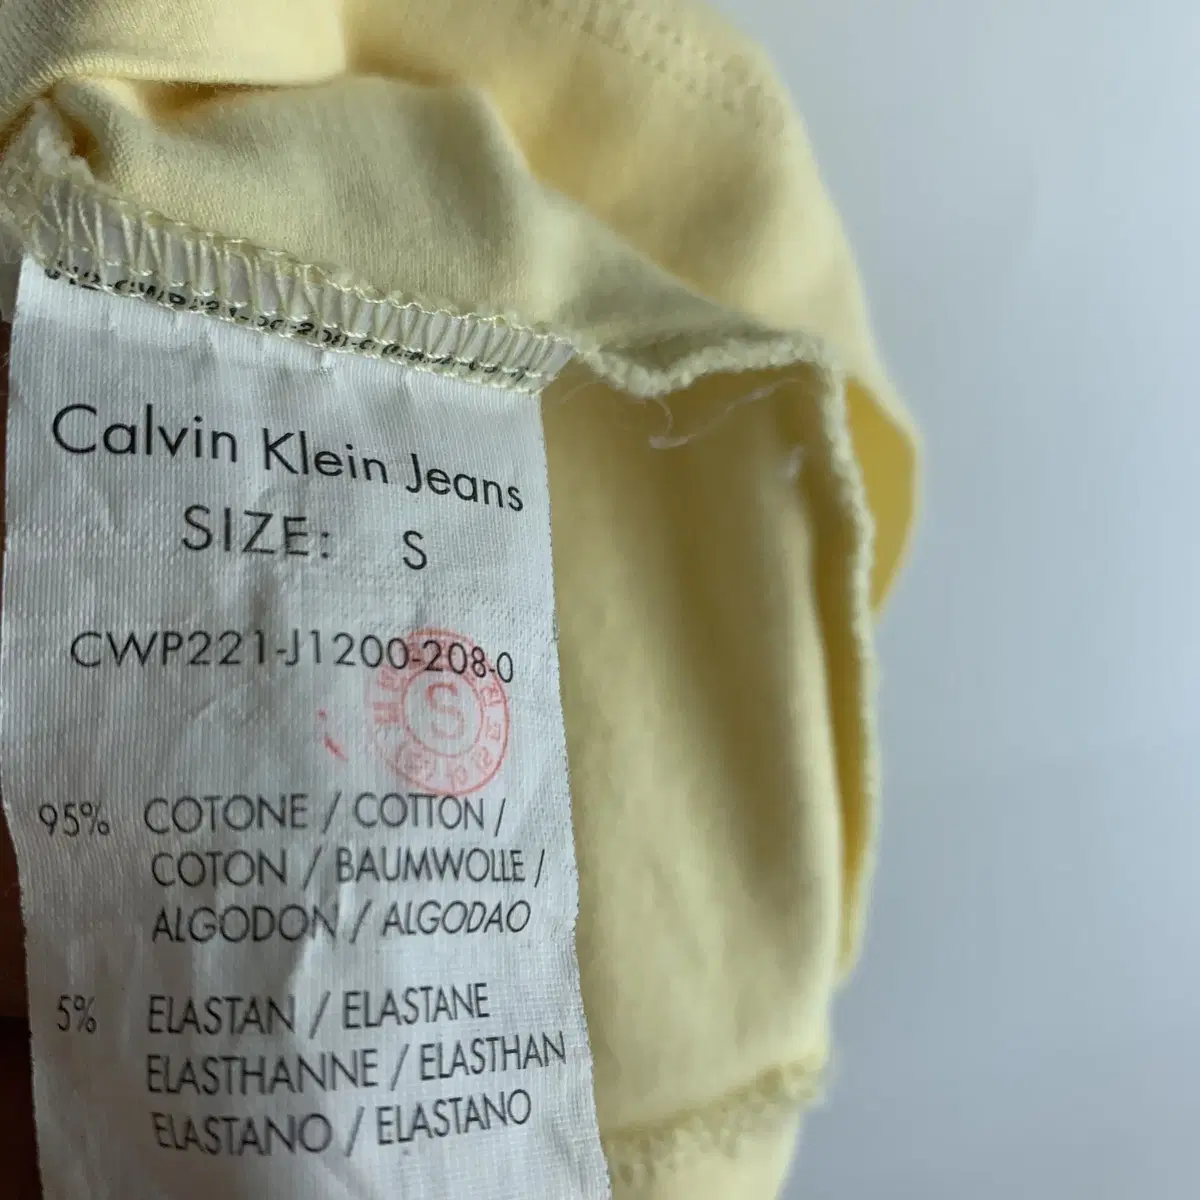 Calvin Klein Jeans
SIZE: S
CWP221-J1200-208-0
S
95% COTONE / COTTON /
COTON / BAUMWOLLE /
ALGODON / ALGODAO
5% ELASTAN / ELASTANE
ELASTHANNE / ELASTHAN
ELASTANO / ELASTANO